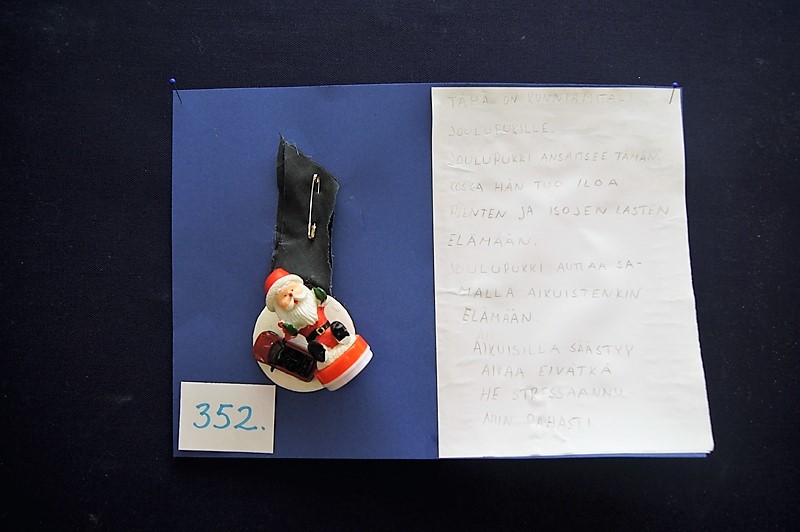 352.
TÄMÄ ON KUNNIAMITALI
JOULUPUKILLE.
JOULUPUKKI ANSAITSEE TÄMÄN,
KOSKA HÄN TUO ILOA
PIENTEN JA ISOJEN LASTEN
ELÄMÄÄN.
JOULUPUKKI AUTTAA SA-
MALLA AIKUISTENKIN
ELÄMÄÄN
AIKUISILLA SÄÄSTYY
AIKAA EIVÄTKÄ
HE STRESSAANNU
NIIN PAHASTI